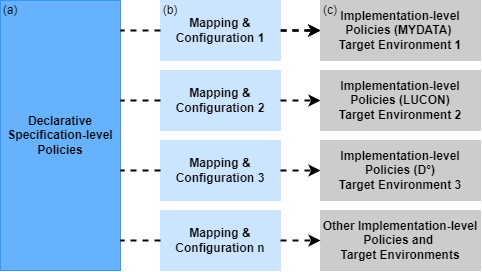 (a)
Declarative
Specification-level
Policies
(b)
Mapping &
Configuration 1
Mapping &
Configuration 2
Mapping &
Configuration 3
Mapping &
Configuration n
(c)
Implementation-level
Policies (MYDATA)
Target Environment 1
Implementation-level
Policies (LUCON)
Target Environment 2
Implementation-level
Policies (D°)
Target Environment 3
Other Implementation-level
Policies and
Target Environments